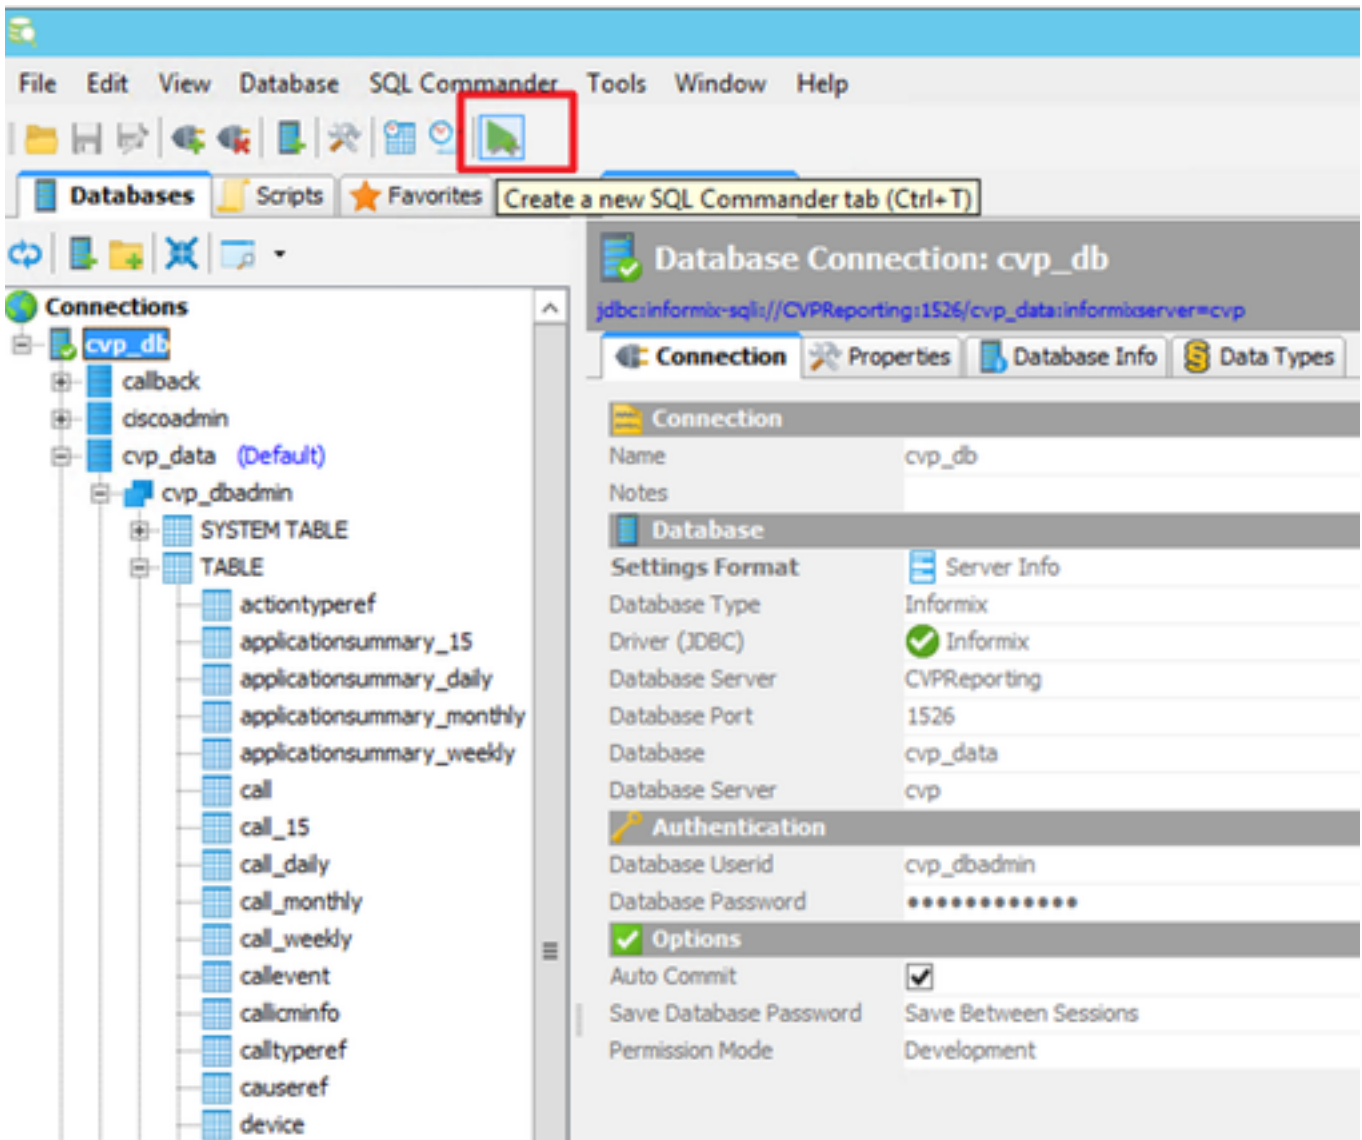 File Edit View Database SQL Commander Tools Window Help
Databases Scripts Favorites
Create a new SQL Commander tab (Ctrl+T)
Connections
cvp_db
callback
ciscoadmin
cvp_data (Default)
cvp_dbadmin
SYSTEM TABLE
TABLE
actiontyperef
applicationsummary_15
applicationsummary_daily
applicationsummary_monthly
applicationsummary_weekly
call
call_15
call_daily
call_monthly
call_weekly
callevent
callicminfo
calltyperef
causeref
device
Database Connection: cvp_db
jdbc:informix-sqli://CVPReporting:1526/cvp_data:informixserver=cvp
Connection Properties Database Info Data Types
Connection
Name cvp_db
Notes
Database
Settings Format Server Info
Database Type Informix
Driver (JDBC) Informix
Database Server CVPReporting
Database Port 1526
Database cvp_data
Database Server cvp
Authentication
Database Userid cvp_dbadmin
Database Password ••••••••••••
Options
Auto Commit
Save Database Password Save Between Sessions
Permission Mode Development